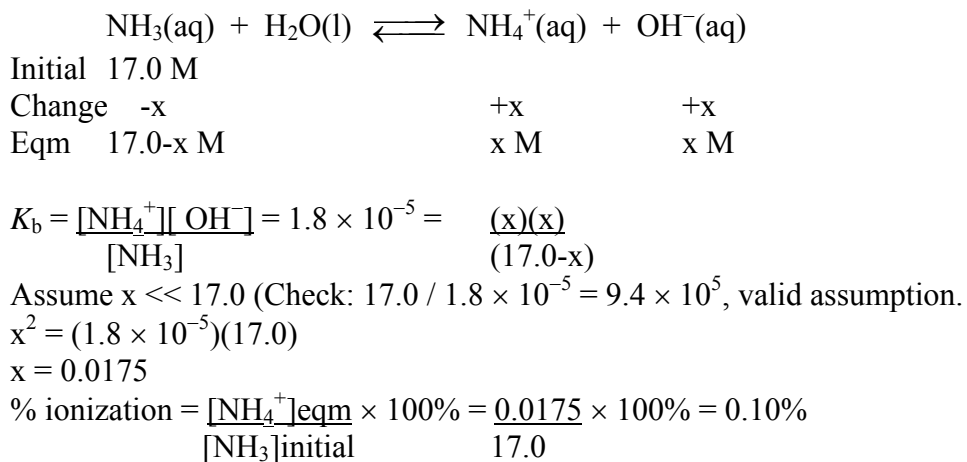 NH₃(aq) + H₂O(l) ⇌ NH₄⁺(aq) + OH⁻(aq)
Initial 17.0 M
Change -x +x +x
Eqm 17.0-x M x M x M
K_b = [NH₄⁺][ OH⁻] = 1.8 × 10⁻⁵ = (x)(x)
[NH₃] (17.0-x)
Assume x << 17.0 (Check: 17.0 / 1.8 × 10⁻⁵ = 9.4 × 10⁵, valid assumption.
x² = (1.8 × 10⁻⁵)(17.0)
x = 0.0175
% ionization = [NH₄⁺]eqm × 100% = 0.0175 × 100% = 0.10%
[NH₃]initial 17.0